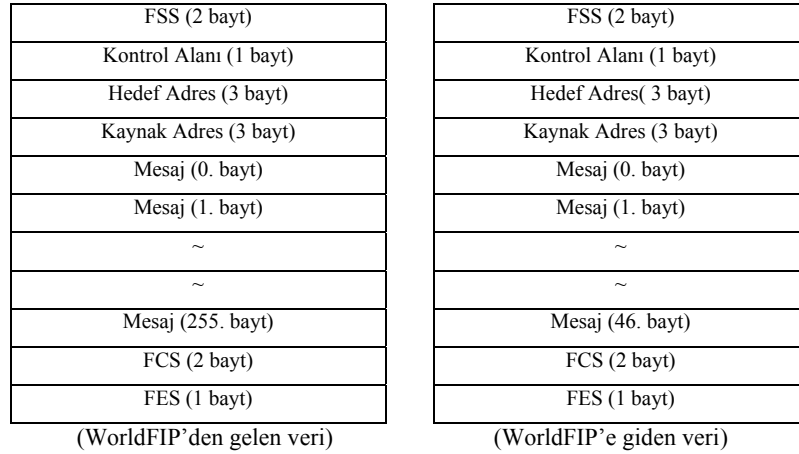 FSS (2 bayt)
Kontrol Alanı (1 bayt)
Hedef Adres (3 bayt)
Kaynak Adres (3 bayt)
Mesaj (0. bayt)
Mesaj (1. bayt)
~
~
Mesaj (255. bayt)
FCS (2 bayt)
FES (1 bayt)
(WorldFIP’den gelen veri)
FSS (2 bayt)
Kontrol Alanı (1 bayt)
Hedef Adres( 3 bayt)
Kaynak Adres (3 bayt)
Mesaj (0. bayt)
Mesaj (1. bayt)
~
~
Mesaj (46. bayt)
FCS (2 bayt)
FES (1 bayt)
(WorldFIP’e giden veri)